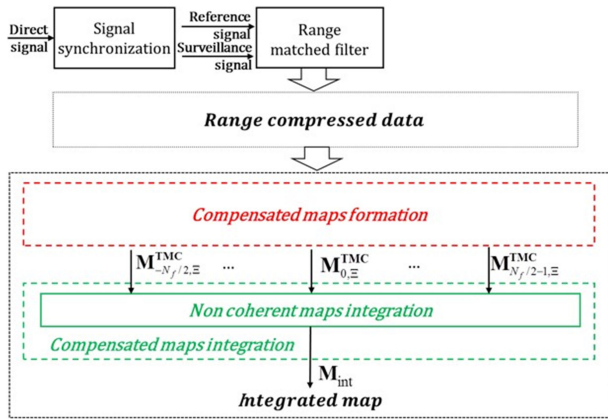 Direct
signal
Signal
synchronization
Reference
signal
Surveillance
signal
Range
matched filter
Range compressed data
Compensated maps formation
M^TMC_{-N_f/2,Ξ} ... M^TMC_{0,Ξ} ... M^TMC_{N_f/2-1,Ξ}
Non coherent maps integration
Compensated maps integration
M_int
Integrated map